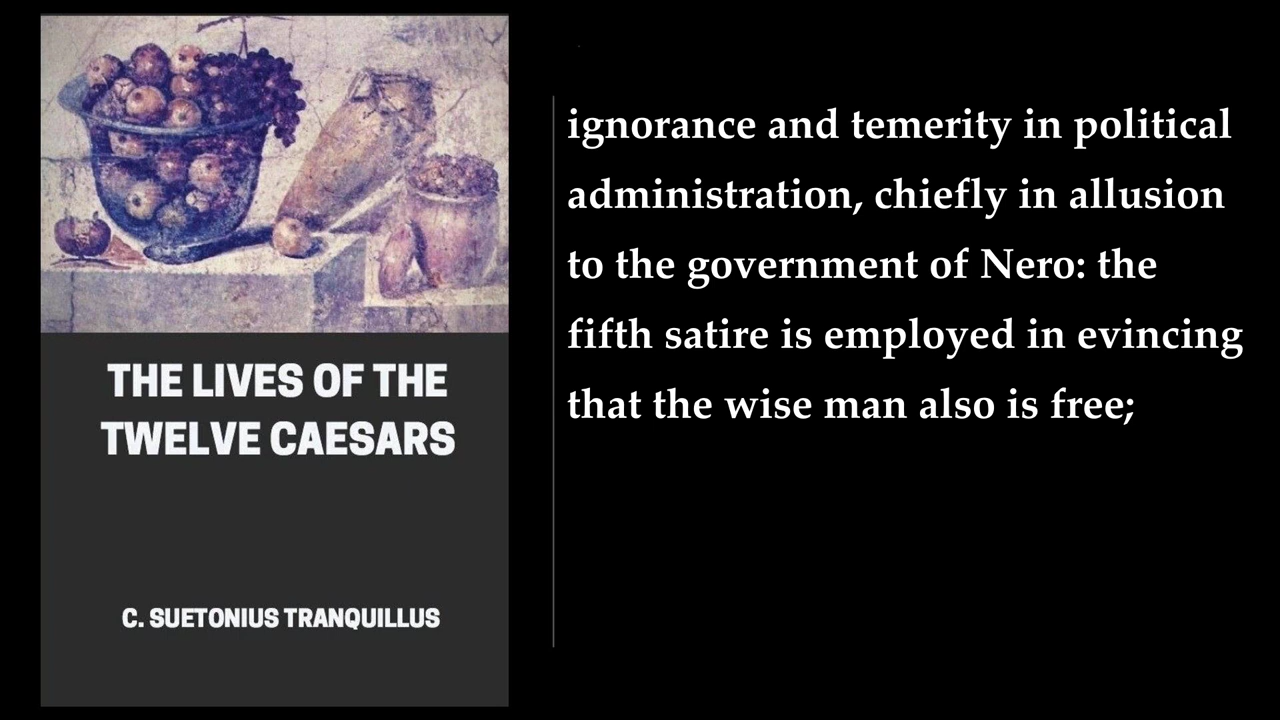 THE LIVES OF THE
TWELVE CAESARS
C. SUETONIUS TRANQUILLUS
ignorance and temerity in political
administration, chiefly in allusion
to the government of Nero: the
fifth satire is employed in evincing
that the wise man also is free;